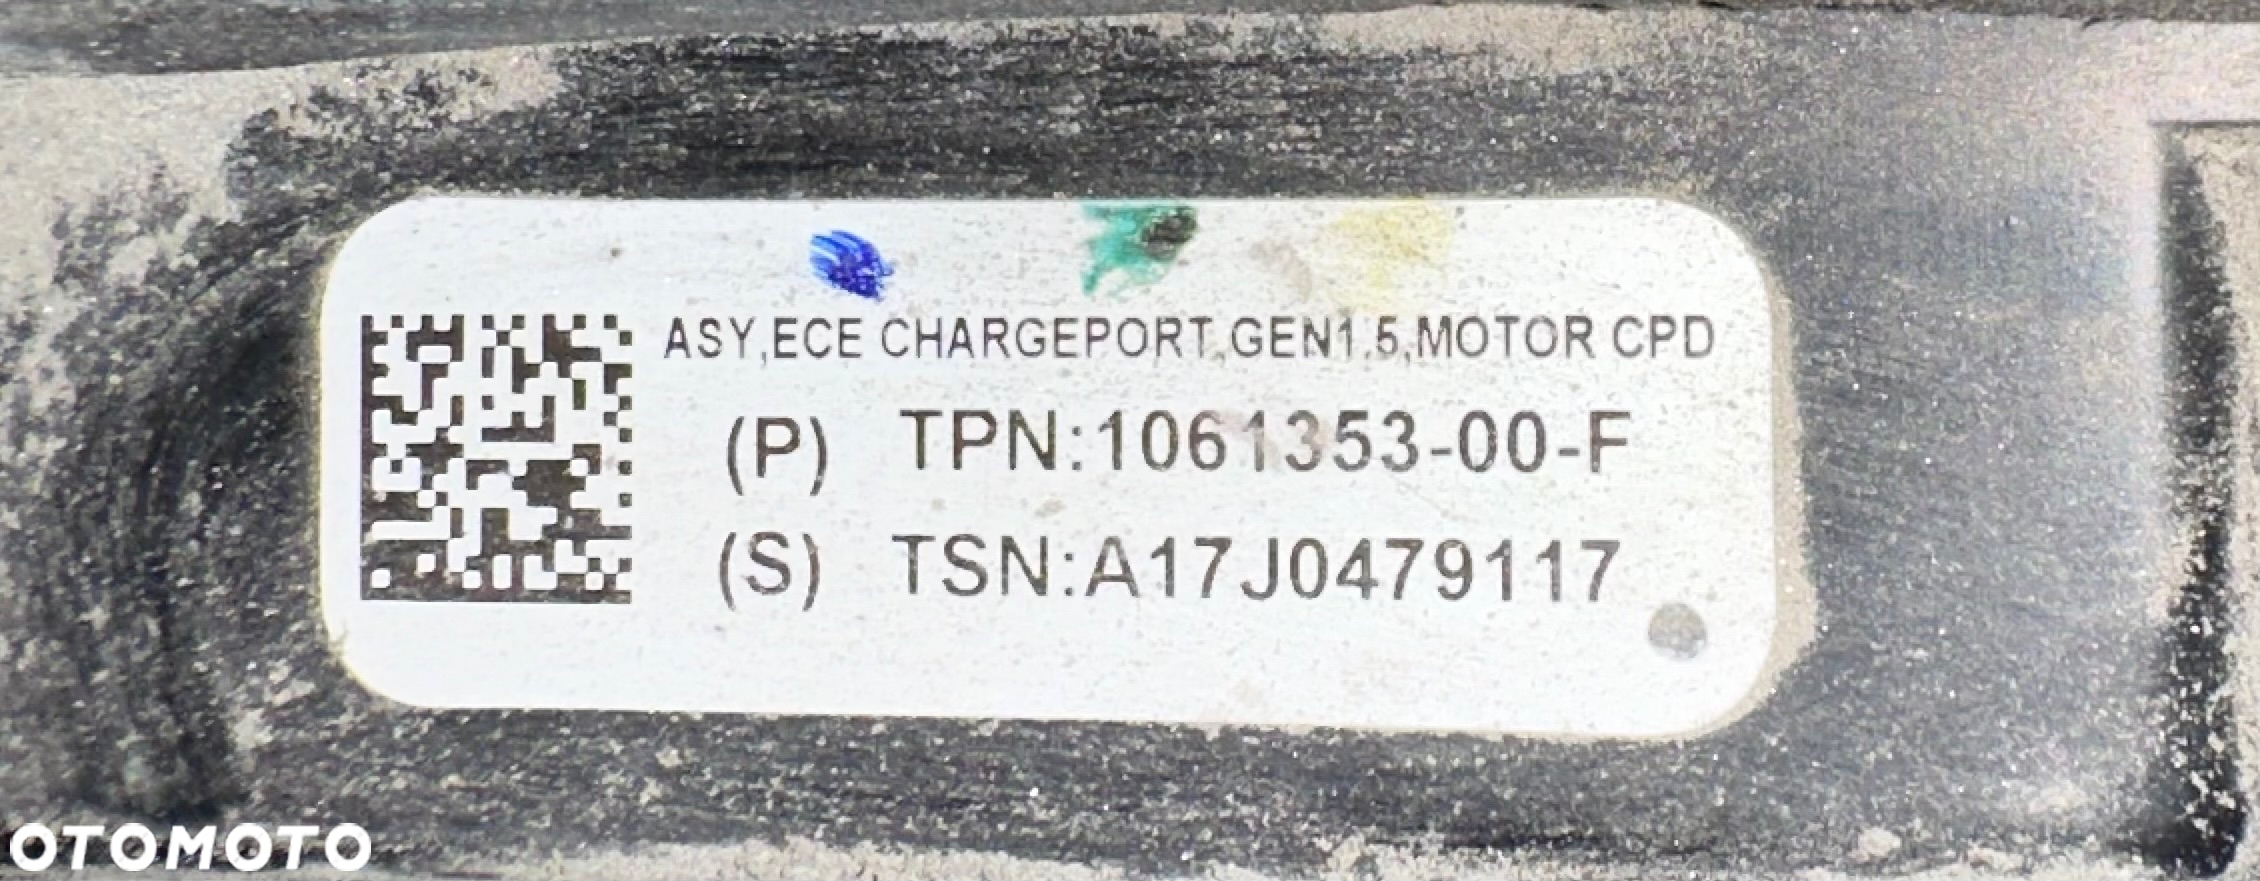 ASY,ECE CHARGEPORT,GEN1.5,MOTOR CPD
(P) TPN:1061353-00-F
(S) TSN:A17J0479117
OTOMOTO